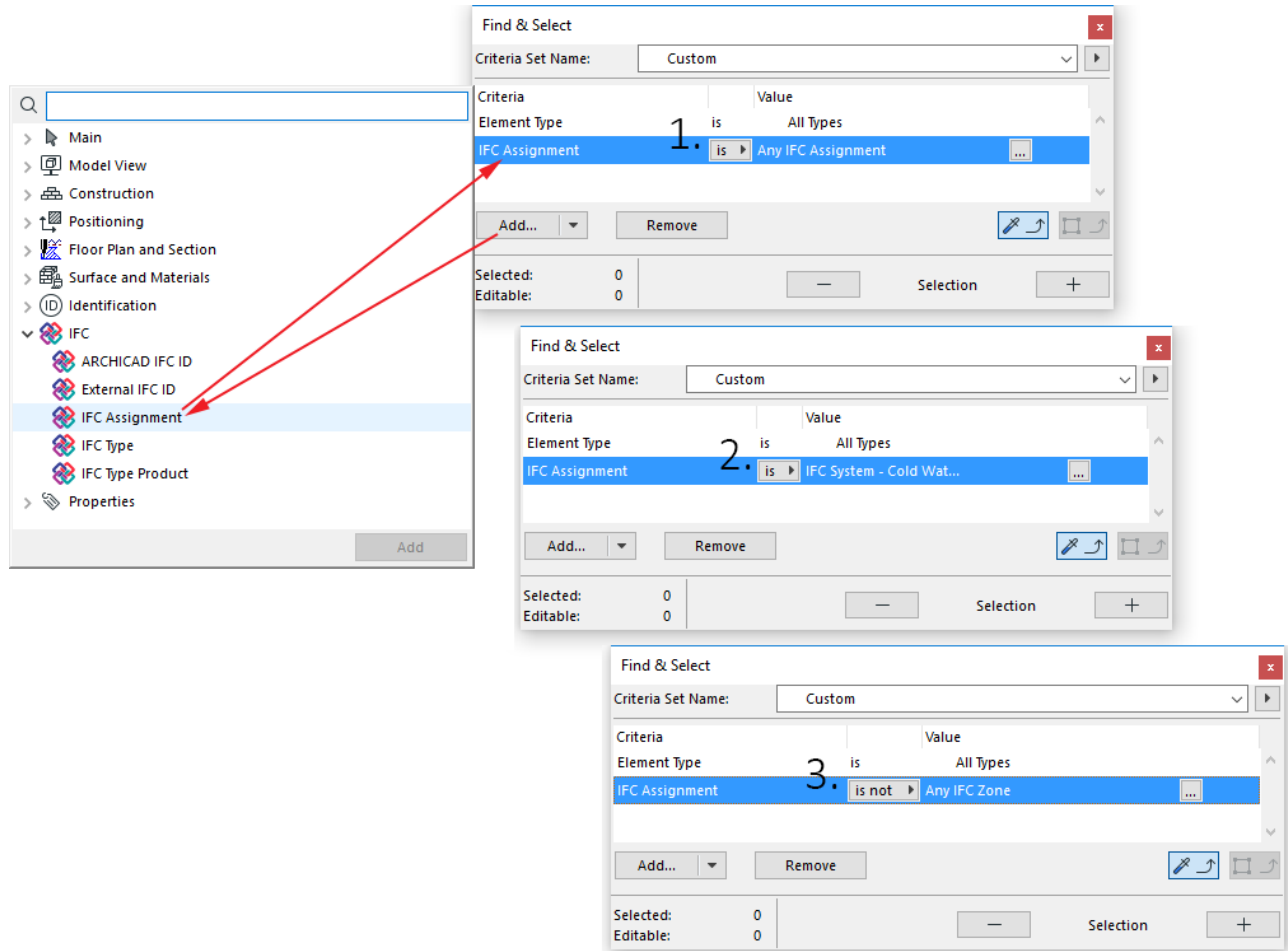 Main
Model View
Construction
Positioning
Floor Plan and Section
Surface and Materials
ID Identification
IFC
ARCHICAD IFC ID
External IFC ID
IFC Assignment
IFC Type
IFC Type Product
Properties
Add
Find & Select
x
Criteria Set Name: Custom
Criteria Value
Element Type is All Types
1.
IFC Assignment is Any IFC Assignment ...
Add... Remove
Selected: 0
Editable: 0
Selection
Find & Select
x
Criteria Set Name: Custom
Criteria Value
Element Type is All Types
2.
IFC Assignment is IFC System - Cold Wat... ...
Add... Remove
Selected: 0
Editable: 0
Selection
Find & Select
x
Criteria Set Name: Custom
Criteria Value
Element Type is All Types
3.
IFC Assignment is not Any IFC Zone ...
Add... Remove
Selected: 0
Editable: 0
Selection